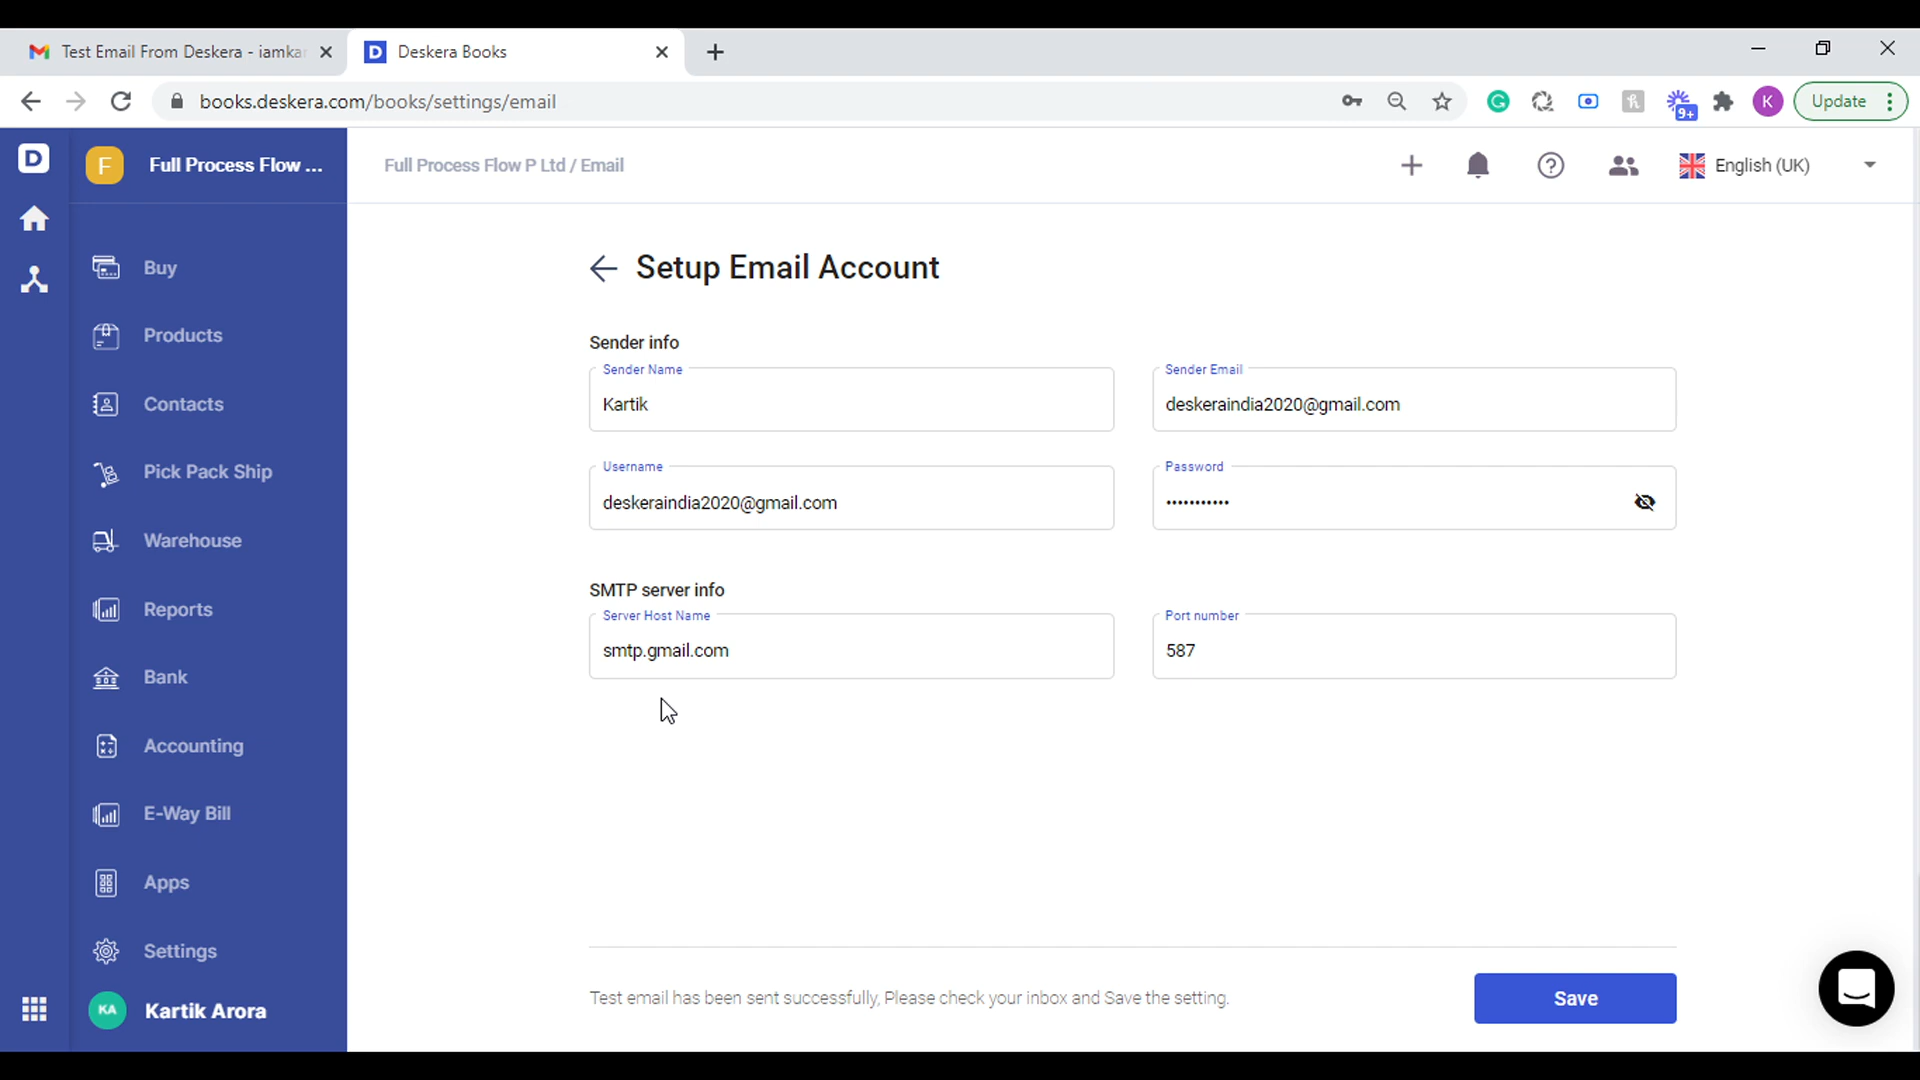 Test Email From Deskera - iamka
Deskera Books
books.deskera.com/books/settings/email
9+
K
Update
D
F
Full Process Flow ...
Full Process Flow P Ltd / Email
English (UK)
Buy
Products
Contacts
Pick Pack Ship
Warehouse
Reports
Bank
Accounting
E-Way Bill
Apps
Settings
KA
Kartik Arora
Setup Email Account
Sender info
Sender Name
Kartik
Sender Email
deskeraindia2020@gmail.com
Username
deskeraindia2020@gmail.com
Password
•••••••••••
SMTP server info
Server Host Name
smtp.gmail.com
Port number
587
Test email has been sent successfully, Please check your inbox and Save the setting.
Save